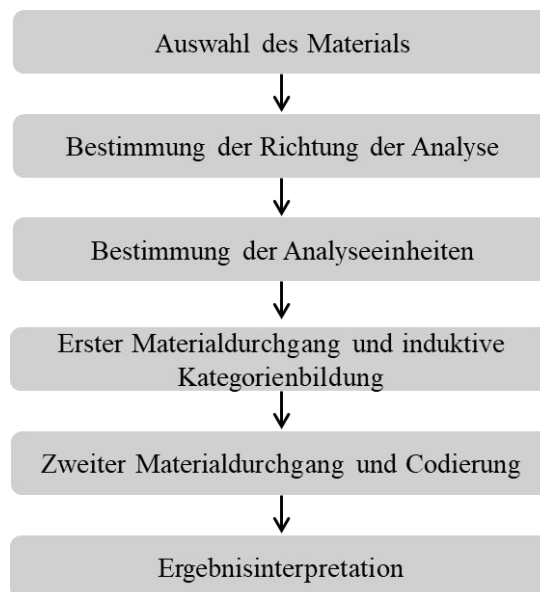 Auswahl des Materials
Bestimmung der Richtung der Analyse
Bestimmung der Analyseeinheiten
Erster Materialdurchgang und induktive
Kategorienbildung
Zweiter Materialdurchgang und Codierung
Ergebnisinterpretation